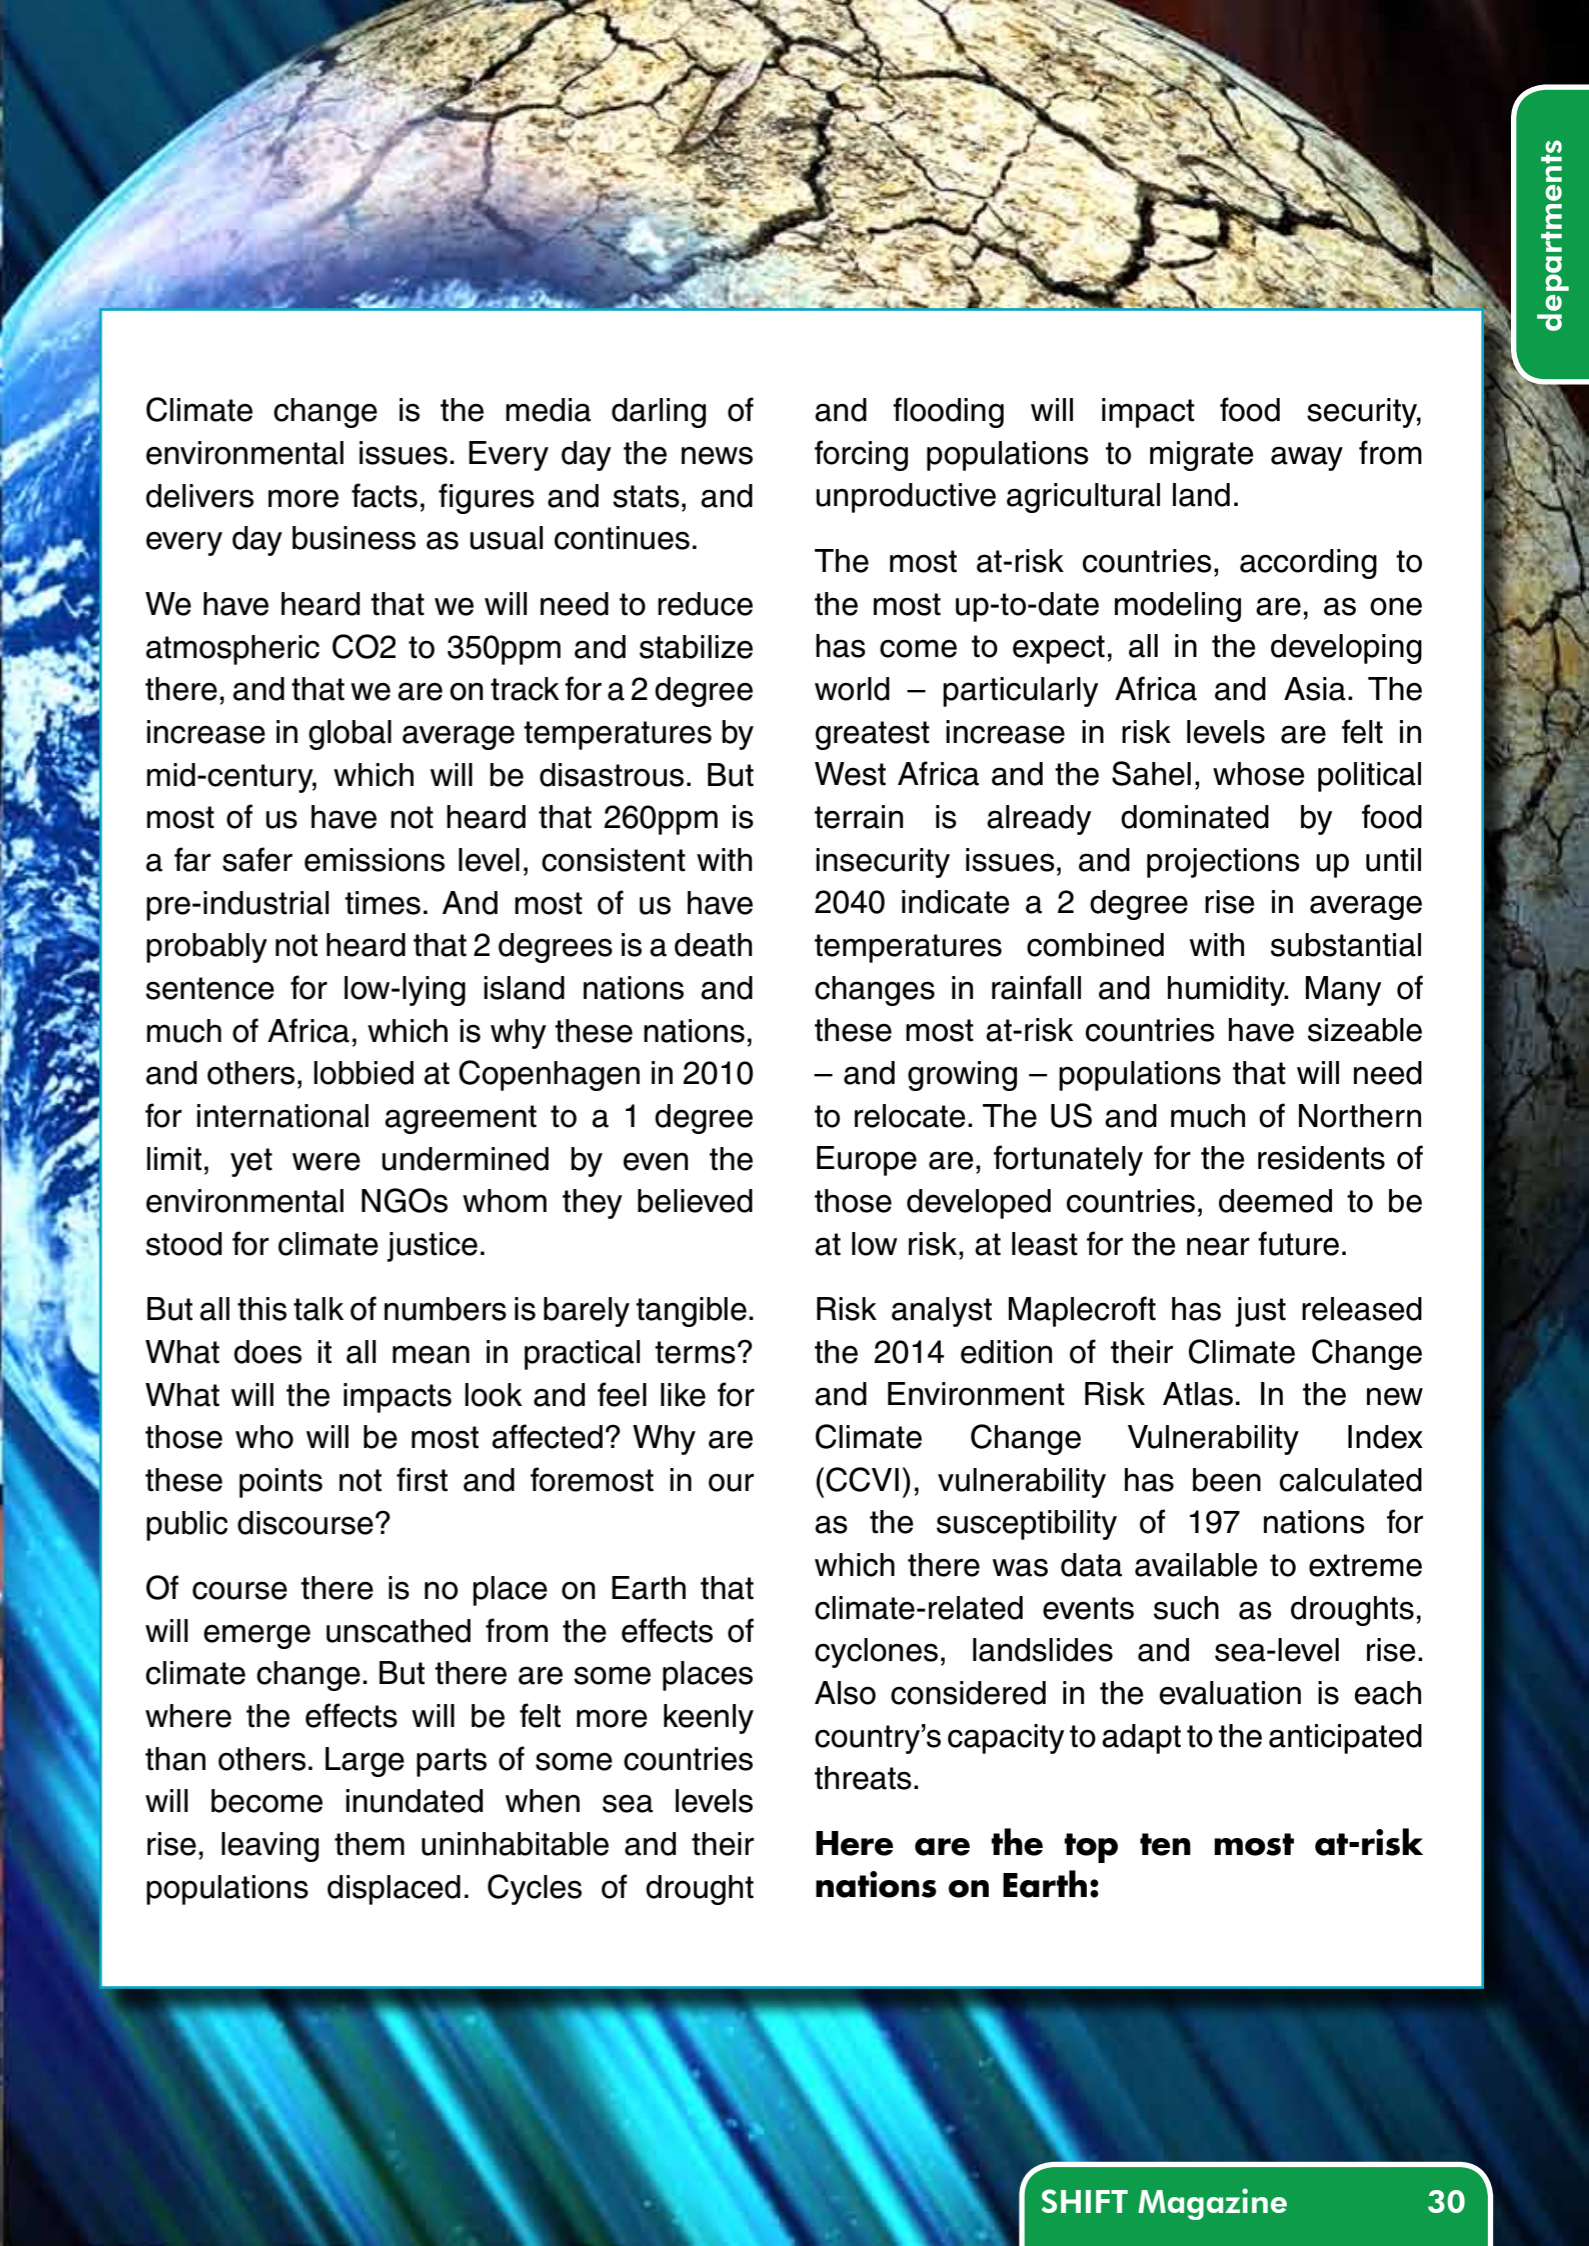 departments
Climate change is the media darling of
environmental issues. Every day the news
delivers more facts, figures and stats, and
every day business as usual continues.
We have heard that we will need to reduce
atmospheric CO2 to 350ppm and stabilize
there, and that we are on track for a 2 degree
increase in global average temperatures by
mid-century, which will be disastrous. But
most of us have not heard that 260ppm is
a far safer emissions level, consistent with
pre-industrial times. And most of us have
probably not heard that 2 degrees is a death
sentence for low-lying island nations and
much of Africa, which is why these nations,
and others, lobbied at Copenhagen in 2010
for international agreement to a 1 degree
limit, yet were undermined by even the
environmental NGOs whom they believed
stood for climate justice.
But all this talk of numbers is barely tangible.
What does it all mean in practical terms?
What will the impacts look and feel like for
those who will be most affected? Why are
these points not first and foremost in our
public discourse?
Of course there is no place on Earth that
will emerge unscathed from the effects of
climate change. But there are some places
where the effects will be felt more keenly
than others. Large parts of some countries
will become inundated when sea levels
rise, leaving them uninhabitable and their
populations displaced. Cycles of drought
and flooding will impact food security,
forcing populations to migrate away from
unproductive agricultural land.
The most at-risk countries, according to
the most up-to-date modeling are, as one
has come to expect, all in the developing
world – particularly Africa and Asia. The
greatest increase in risk levels are felt in
West Africa and the Sahel, whose political
terrain is already dominated by food
insecurity issues, and projections up until
2040 indicate a 2 degree rise in average
temperatures combined with substantial
changes in rainfall and humidity. Many of
these most at-risk countries have sizeable
– and growing – populations that will need
to relocate. The US and much of Northern
Europe are, fortunately for the residents of
those developed countries, deemed to be
at low risk, at least for the near future.
Risk analyst Maplecroft has just released
the 2014 edition of their Climate Change
and Environment Risk Atlas. In the new
Climate Change Vulnerability Index
(CCVI), vulnerability has been calculated
as the susceptibility of 197 nations for
which there was data available to extreme
climate-related events such as droughts,
cyclones, landslides and sea-level rise.
Also considered in the evaluation is each
country's capacity to adapt to the anticipated
threats.
Here are the top ten most at-risk
nations on Earth:
SHIFT Magazine 30